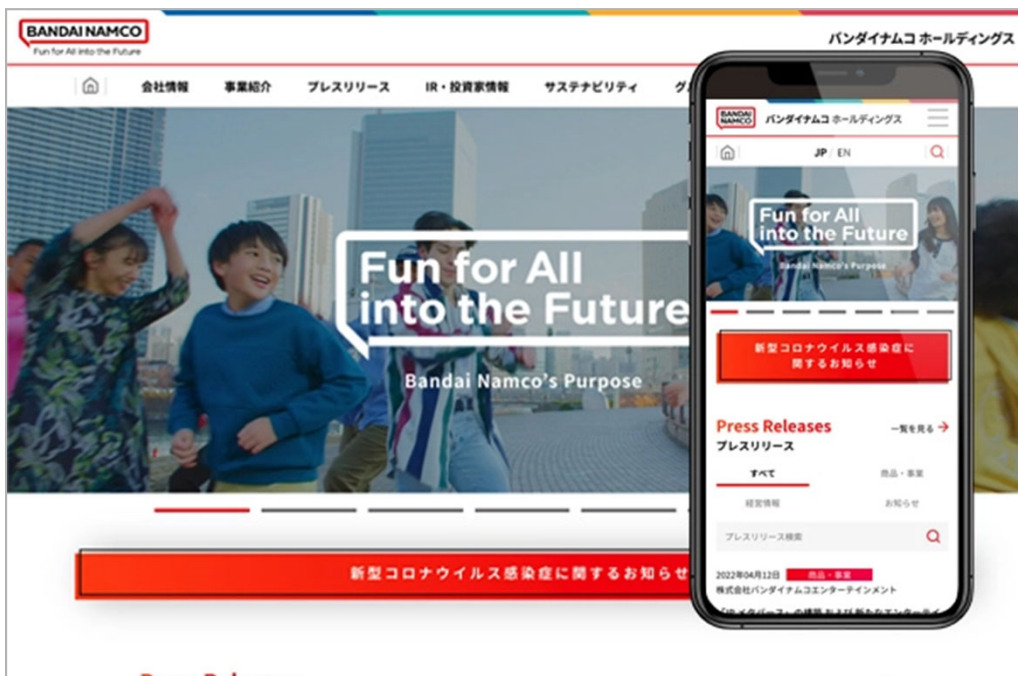 BANDAI NAMCO
Fun for All into the Future
バンダイナムコ ホールディングス
会社情報
事業紹介
プレスリリース
IR・投資家情報
サステナビリティ
Fun for All
into the Future
Bandai Namco's Purpose
新型コロナウイルス感染症に関するお知らせ
BANDAI
NAMCO
バンダイナムコ ホールディングス
JP / EN
Fun for All
into the Future
Bandai Namco's Purpose
新型コロナウイルス感染症に
関するお知らせ
Press Releases
一覧を見る
プレスリリース
すべて
商品・事業
経営情報
お知らせ
プレスリリース検索
2022年04月12日
商品・事業
株式会社バンダイナムコエンターテインメント